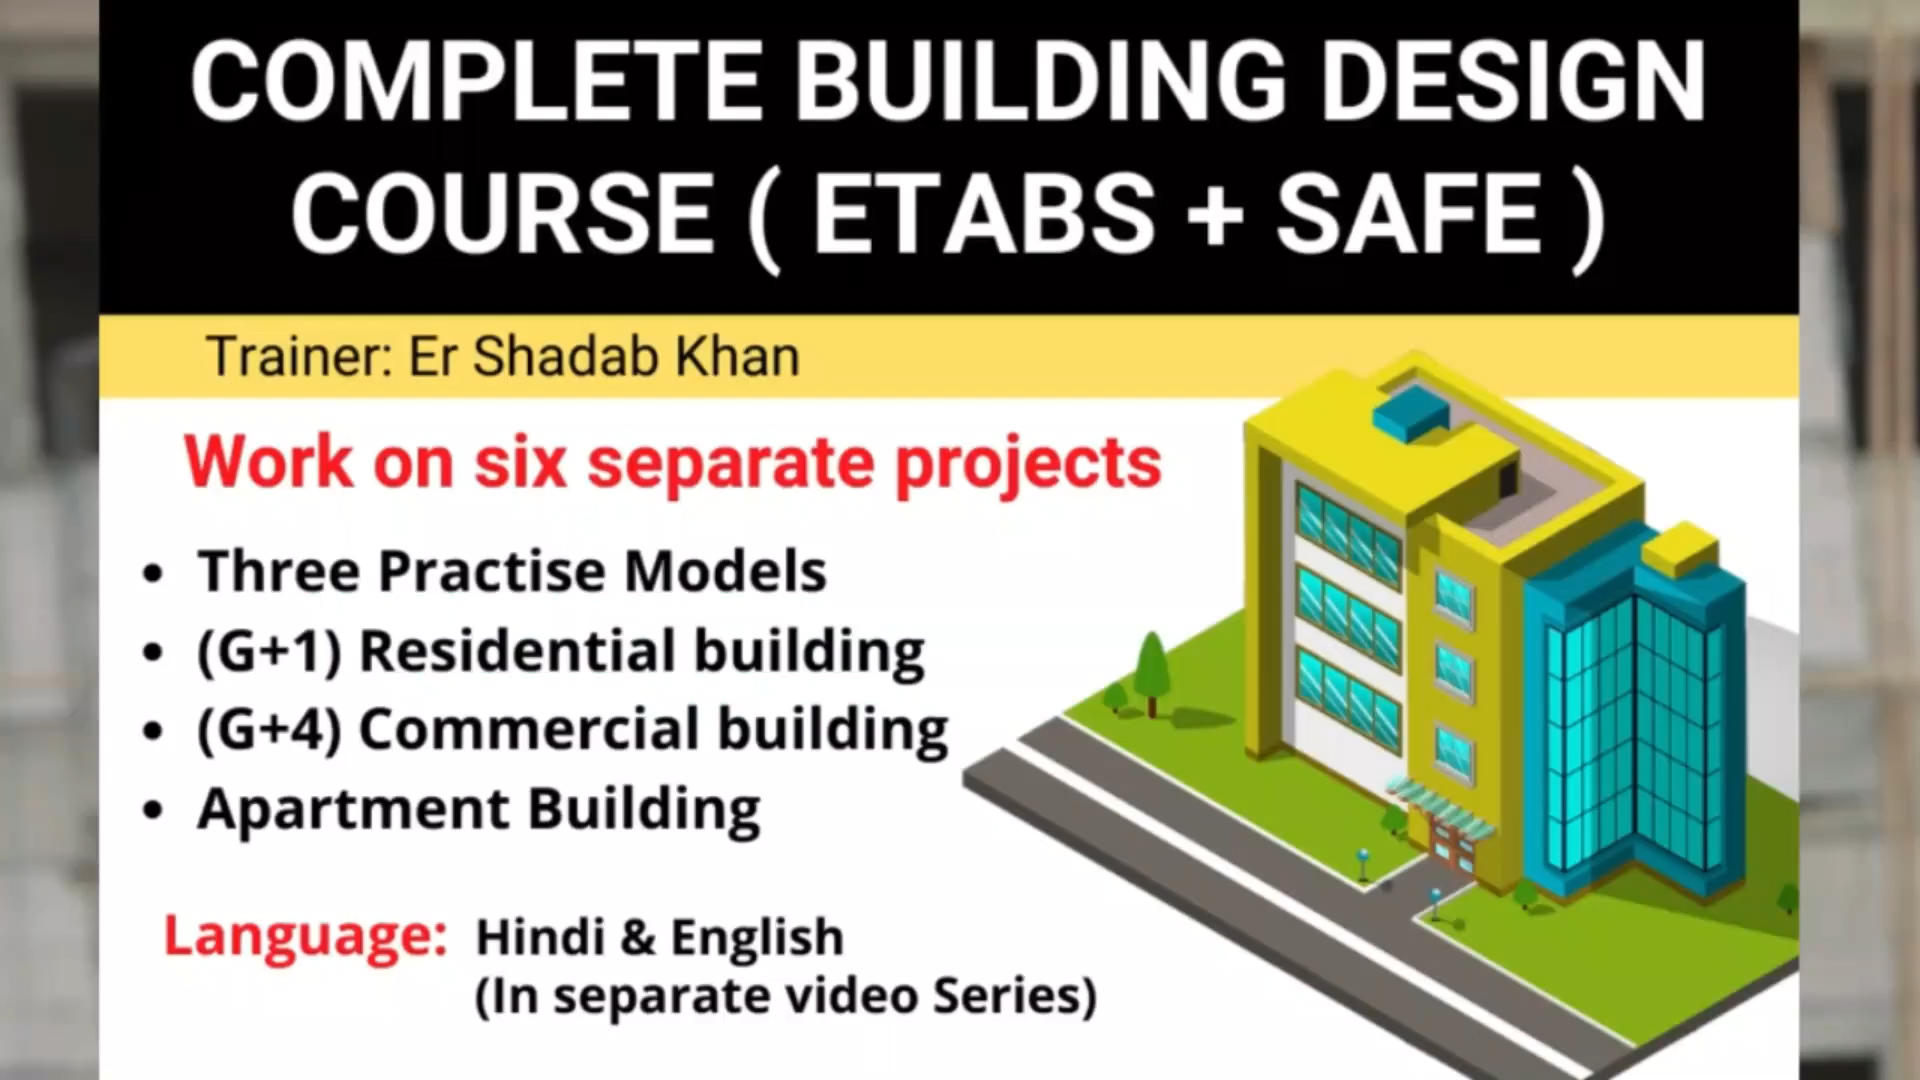 COMPLETE BUILDING DESIGN
COURSE ( ETABS + SAFE )
Trainer: Er Shadab Khan
Work on six separate projects
• Three Practise Models
• (G+1) Residential building
• (G+4) Commercial building
• Apartment Building
Language: Hindi & English
(In separate video Series)